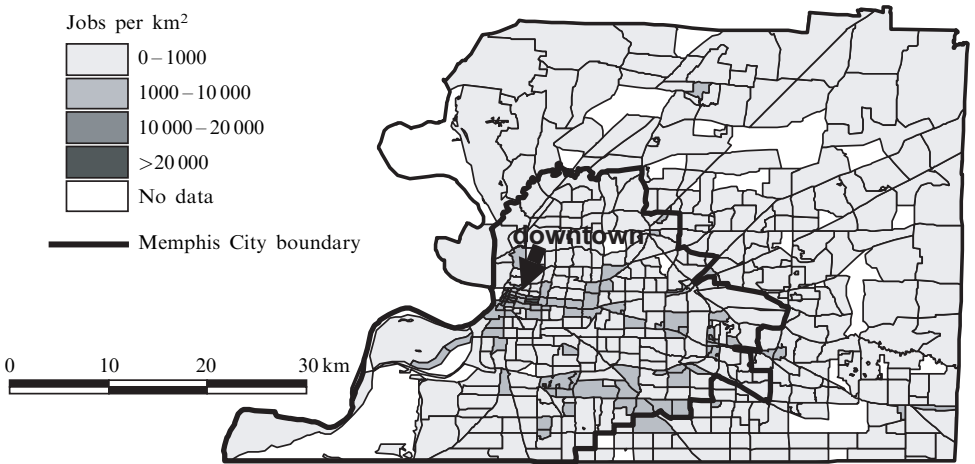 Jobs per km²
0–1000
1000–10 000
10 000–20 000
>20 000
No data
Memphis City boundary
downtown
0 10 20 30 km